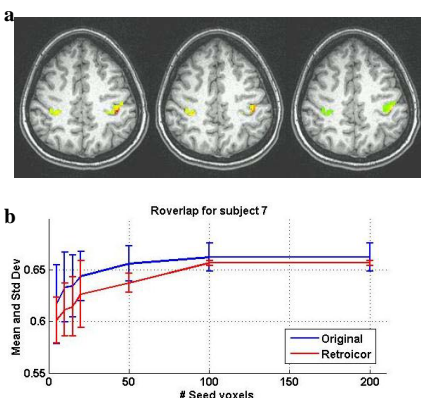 a
b
Roverlap for subject 7
Mean and Std Dev
0.65
0.6
0.55
0
50
100
150
200
# Seed voxels
Original
Retroicor